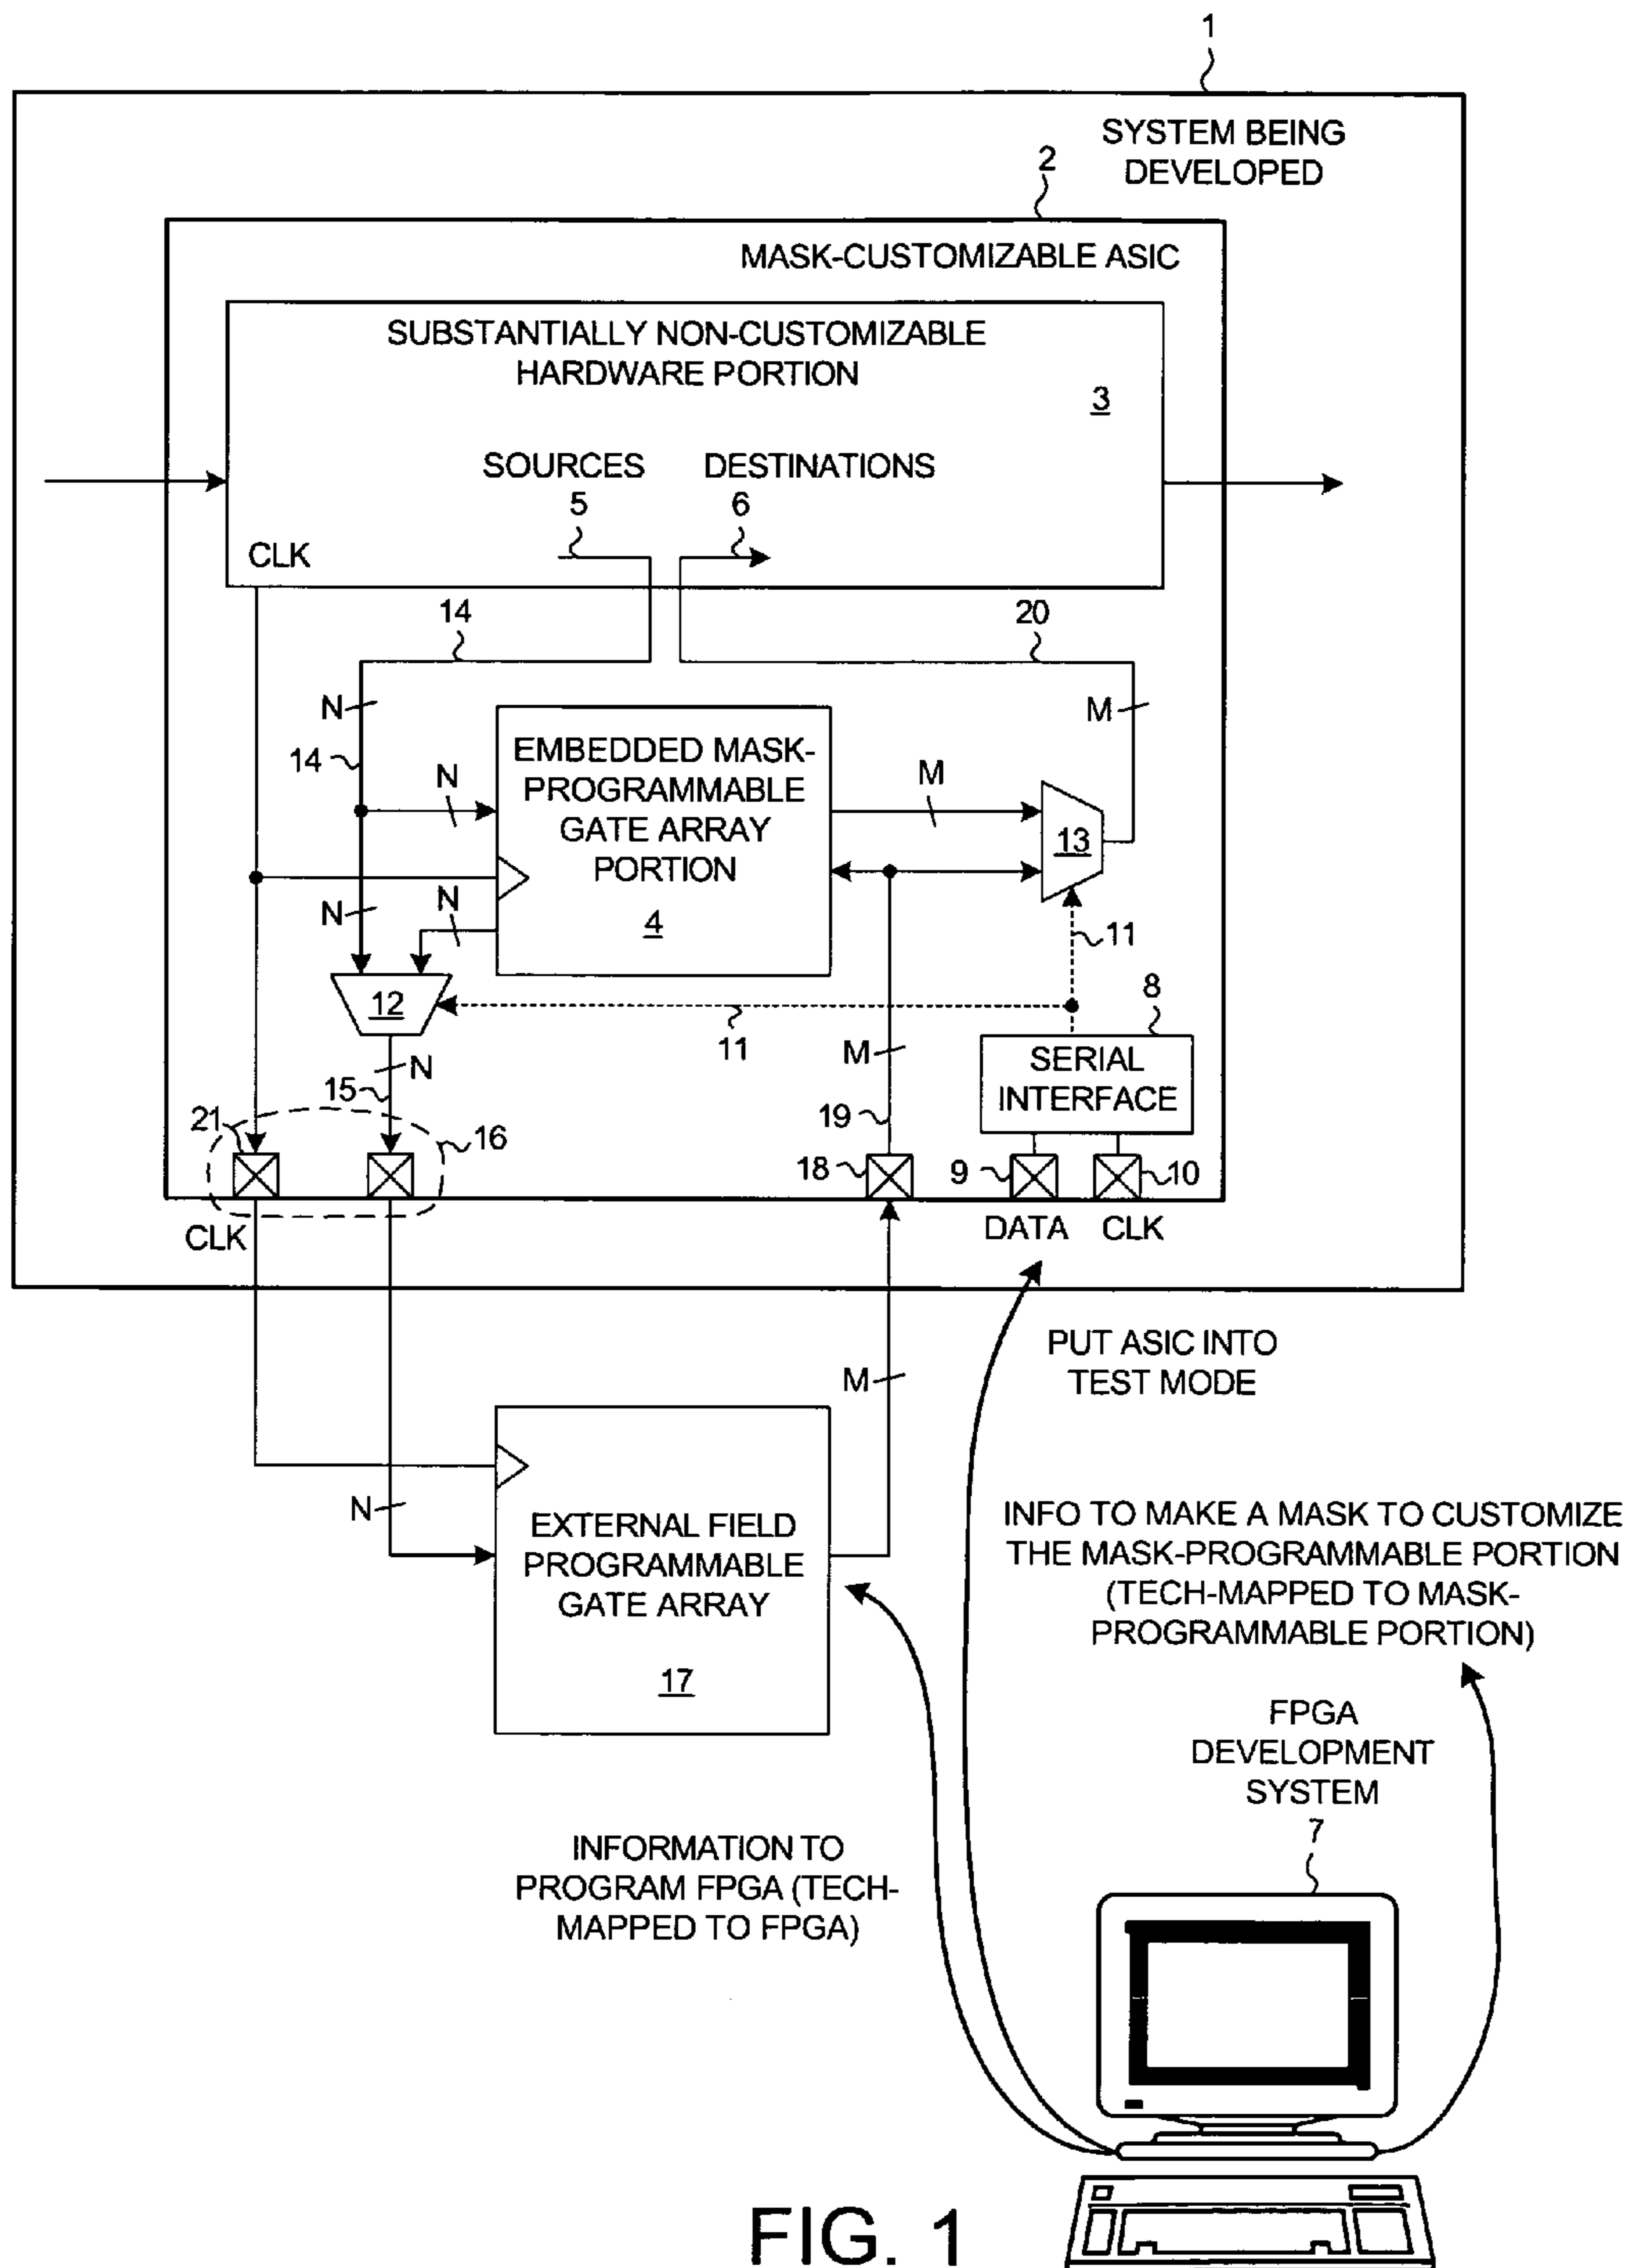 1
SYSTEM BEING
DEVELOPED
2
MASK-CUSTOMIZABLE ASIC
SUBSTANTIALLY NON-CUSTOMIZABLE
HARDWARE PORTION
3
SOURCES
DESTINATIONS
5
6
CLK
14
20
N
M
14
EMBEDDED MASK-
PROGRAMMABLE
GATE ARRAY
PORTION
4
N
M
13
N
N
11
12
11
8
SERIAL
INTERFACE
N
M
15
19
21
16
18
9
10
CLK
DATA
CLK
PUT ASIC INTO
TEST MODE
M
N
EXTERNAL FIELD
PROGRAMMABLE
GATE ARRAY
17
INFO TO MAKE A MASK TO CUSTOMIZE
THE MASK-PROGRAMMABLE PORTION
(TECH-MAPPED TO MASK-
PROGRAMMABLE PORTION)
FPGA
DEVELOPMENT
SYSTEM
7
INFORMATION TO
PROGRAM FPGA (TECH-
MAPPED TO FPGA)
FIG. 1